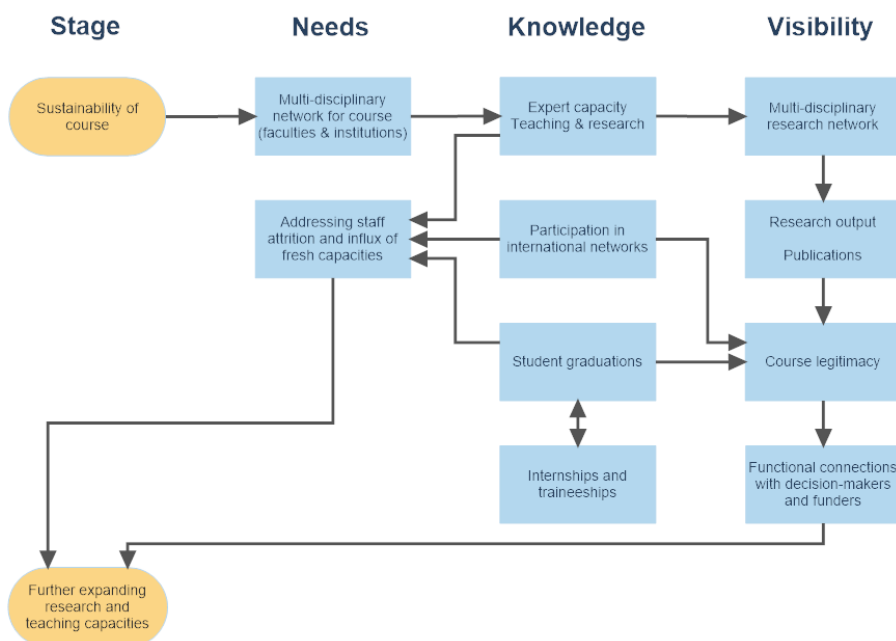 Stage
Needs
Knowledge
Visibility
Sustainability of
course
Multi-disciplinary
network for course
(faculties & institutions)
Expert capacity
Teaching & research
Multi-disciplinary
research network
Addressing staff
attrition and influx of
fresh capacities
Participation in
international networks
Research output
Publications
Student graduations
Course legitimacy
Internships and
traineeships
Functional connections
with decision-makers
and funders
Further expanding
research and
teaching capacities